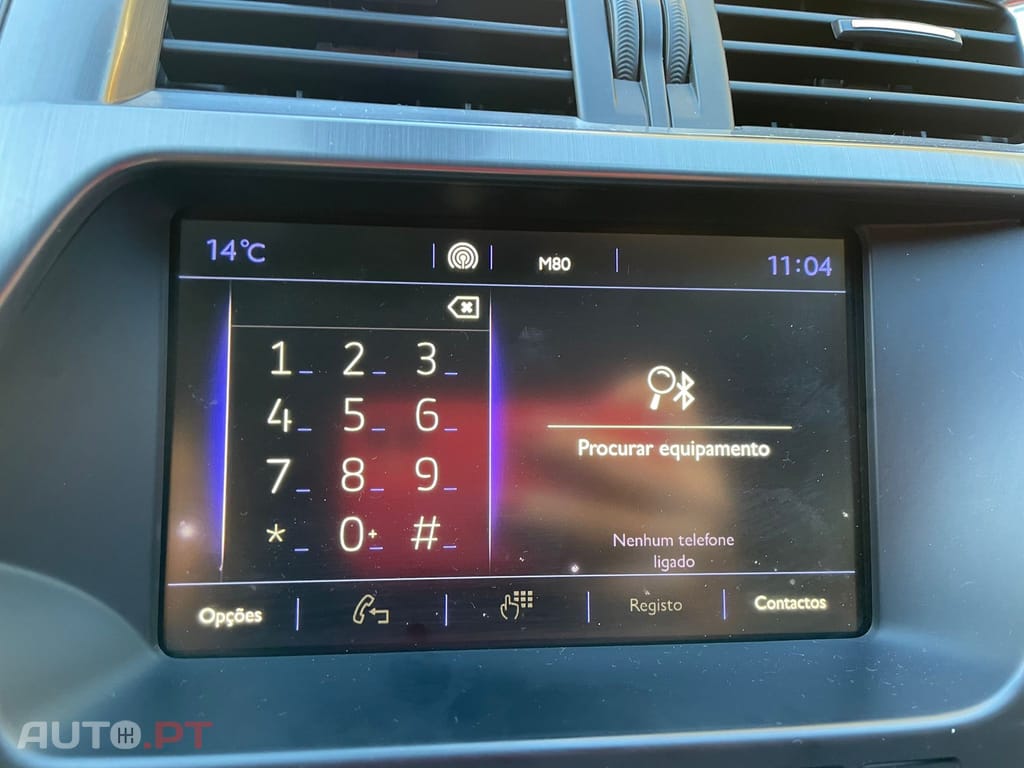 14°C M80 11:04
1 2 3
4 5 6
7 8 9
* 0+ #
Procurar equipamento
Nenhum telefone
ligado
Opções Registo Contactos
AUTO.PT